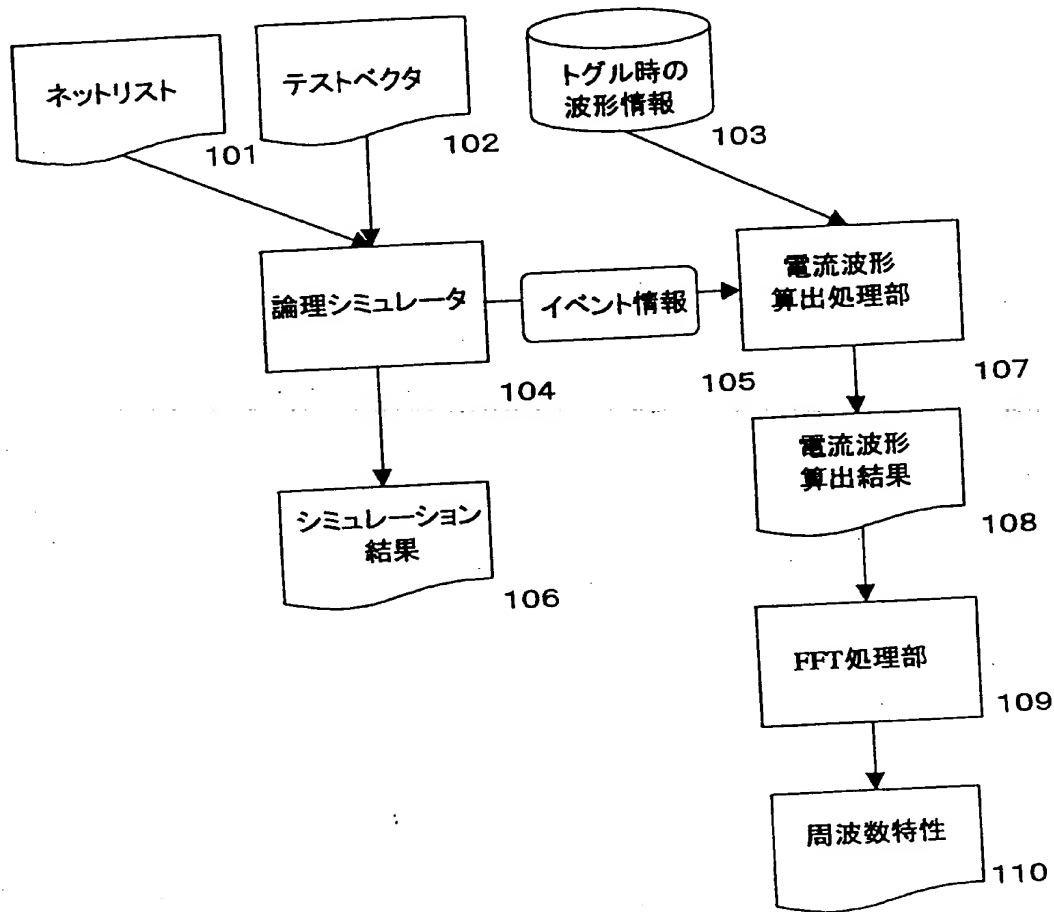 ネットリスト
101
テストベクタ
102
トグル時の
波形情報
103
論理シミュレータ
104
イベント情報
105
電流波形
算出処理部
107
シミュレーション
結果
106
電流波形
算出結果
108
FFT処理部
109
周波数特性
110